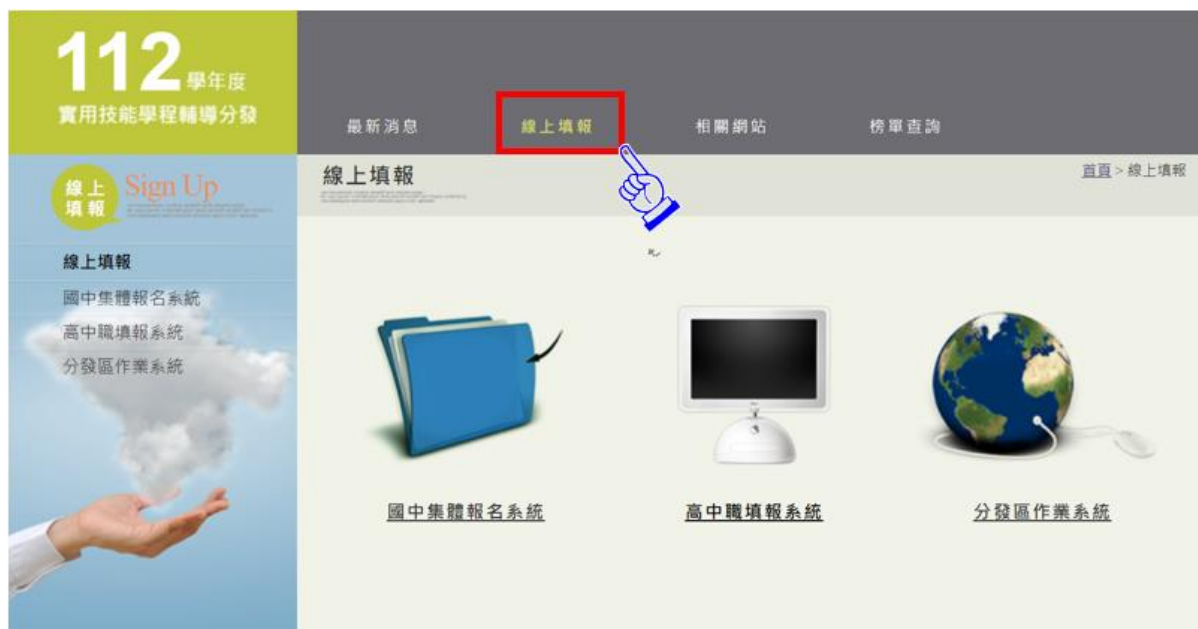 112學年度
實用技能學程輔導分發
最新消息
線上填報
相關網站
榜單查詢
線上
填報
Sign Up
線上填報
首頁 > 線上填報
線上填報
國中集體報名系統
高中職填報系統
分發區作業系統
國中集體報名系統
高中職填報系統
分發區作業系統